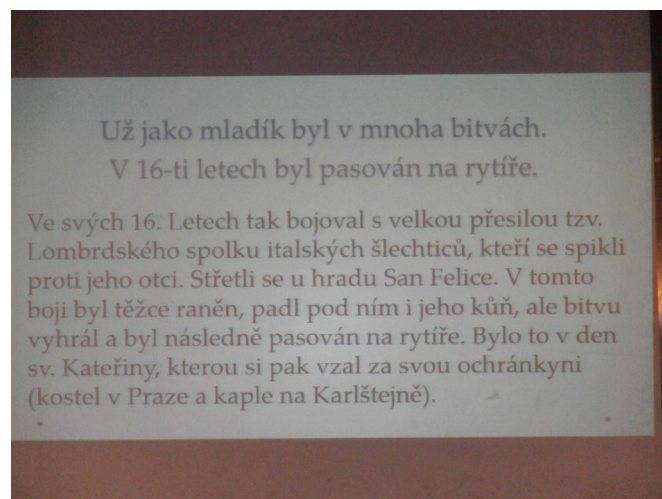 Už jako mladík byl v mnoha bitvách.
V 16-ti letech byl pasován na rytíře.
Ve svých 16. Letech tak bojoval s velkou přesilou tzv.
Lombrdského spolku italských šlechticů, kteří se spikli
proti jeho otci. Střetli se u hradu San Felice. V tomto
boji byl těžce raněn, padl pod ním i jeho kůň, ale bitvu
vyhrál a byl následně pasován na rytíře. Bylo to v den
sv. Kateřiny, kterou si pak vzal za svou ochránkyni
(kostel v Praze a kaple na Karlštejně).